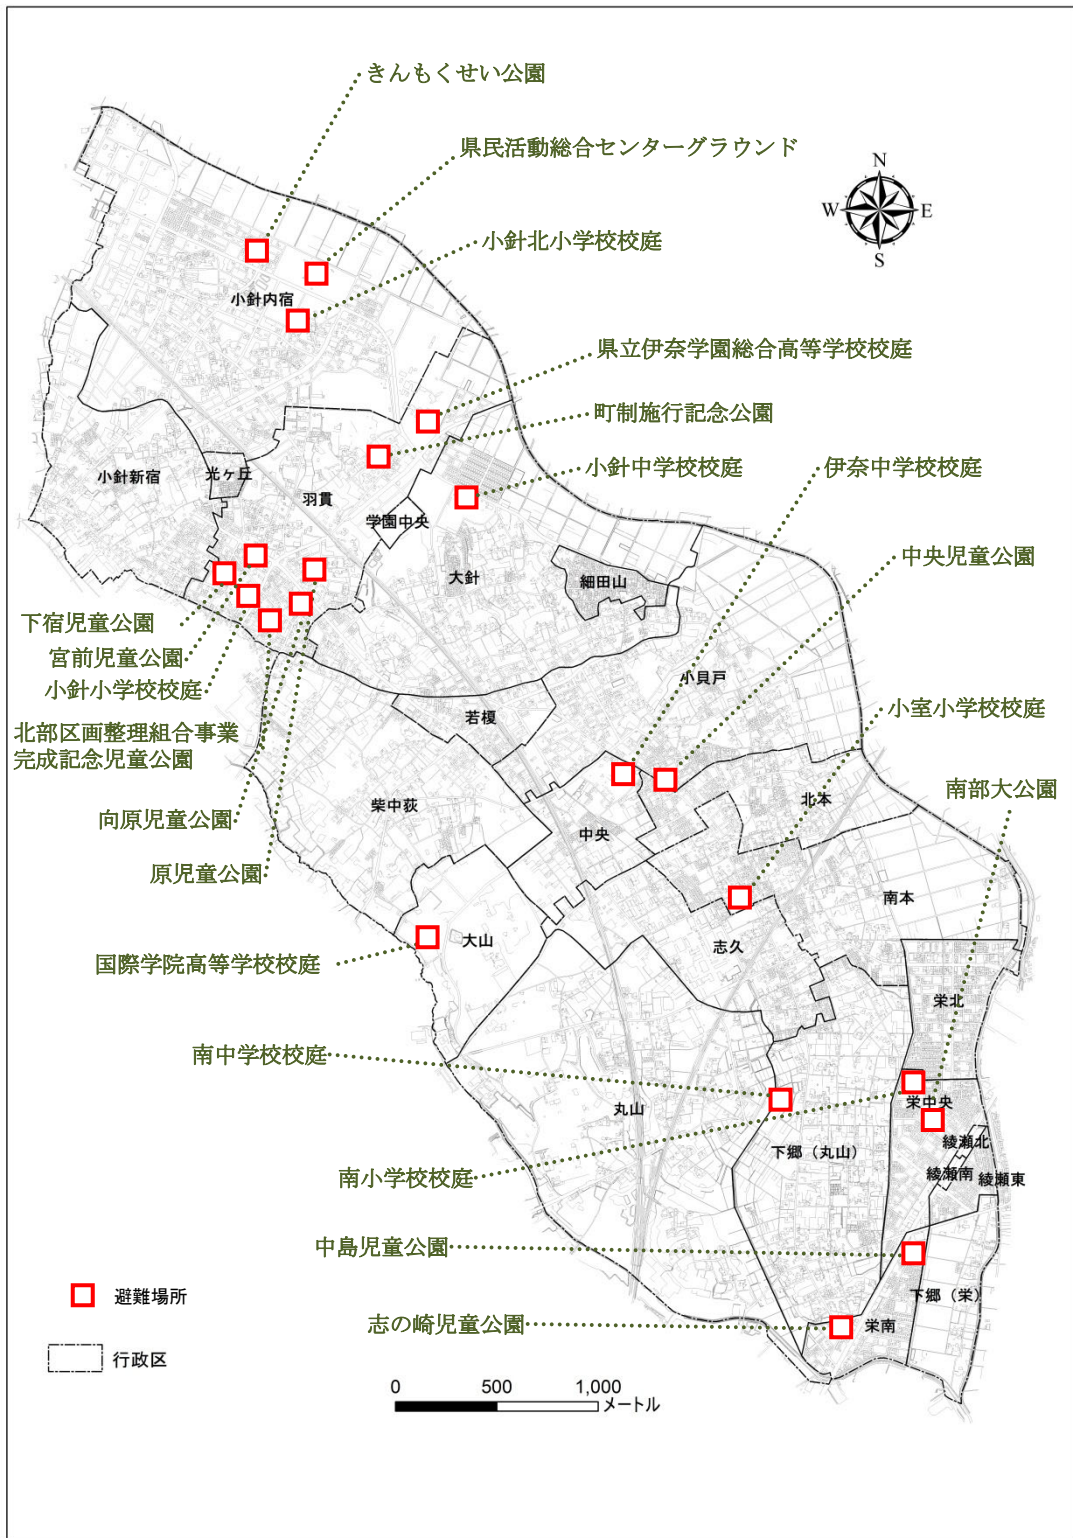 きんもくせい公園
県民活動総合センターグラウンド
N
W
E
S
小針北小学校校庭
小針内宿
県立伊奈学園総合高等学校校庭
町制施行記念公園
小針中学校校庭
伊奈中学校校庭
小針新宿
光ヶ丘
羽貫
学園中央
大針
細田山
中央児童公園
下宿児童公園
宮前児童公園
小針小学校校庭
小貝戸
小室小学校校庭
若榎
北部区画整理組合事業
完成記念児童公園
南部大公園
柴中荻
向原児童公園
中央
北本
原児童公園
南本
国際学院高等学校校庭
大山
志久
栄北
南中学校校庭
丸山
栄中央
下郷（丸山）
綾瀬北
綾瀬南
綾瀬東
南小学校校庭
中島児童公園
下郷（栄）
避難場所
志の崎児童公園
栄南
行政区
0 500 1,000
メートル